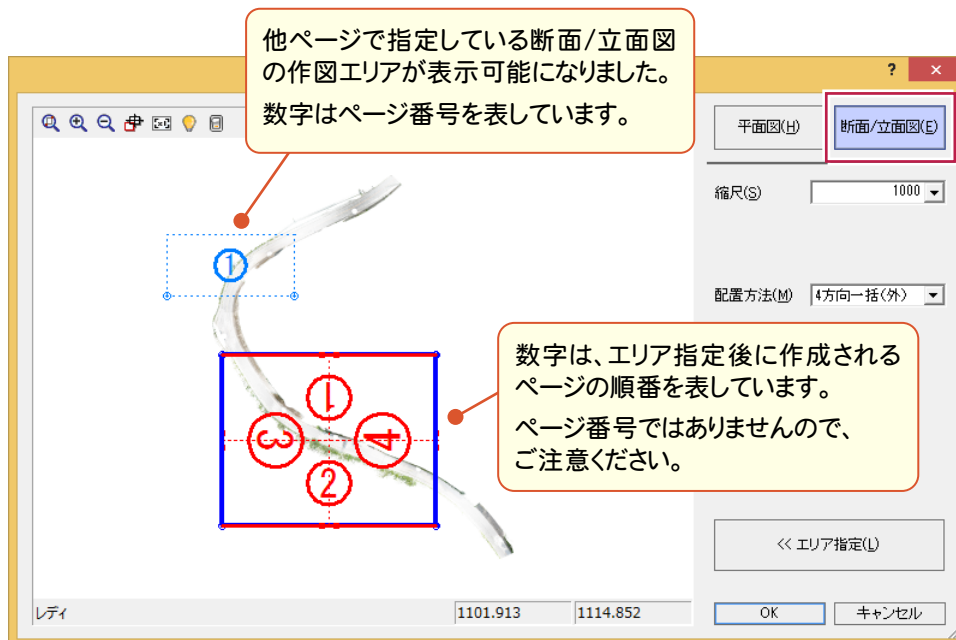 他ページで指定している断面/立面図
の作図エリアが表示可能になりました。
数字はページ番号を表しています。
?
×
平面図(H)
断面/立面図(E)
縮尺(S)
1000
配置方法(M)
4方向一括(外)
1
数字は、エリア指定後に作成される
ページの順番を表しています。
ページ番号ではありませんので、
ご注意ください。
1
3
4
2
<< エリア指定(L)
レディ
1101.913
1114.852
OK
キャンセル